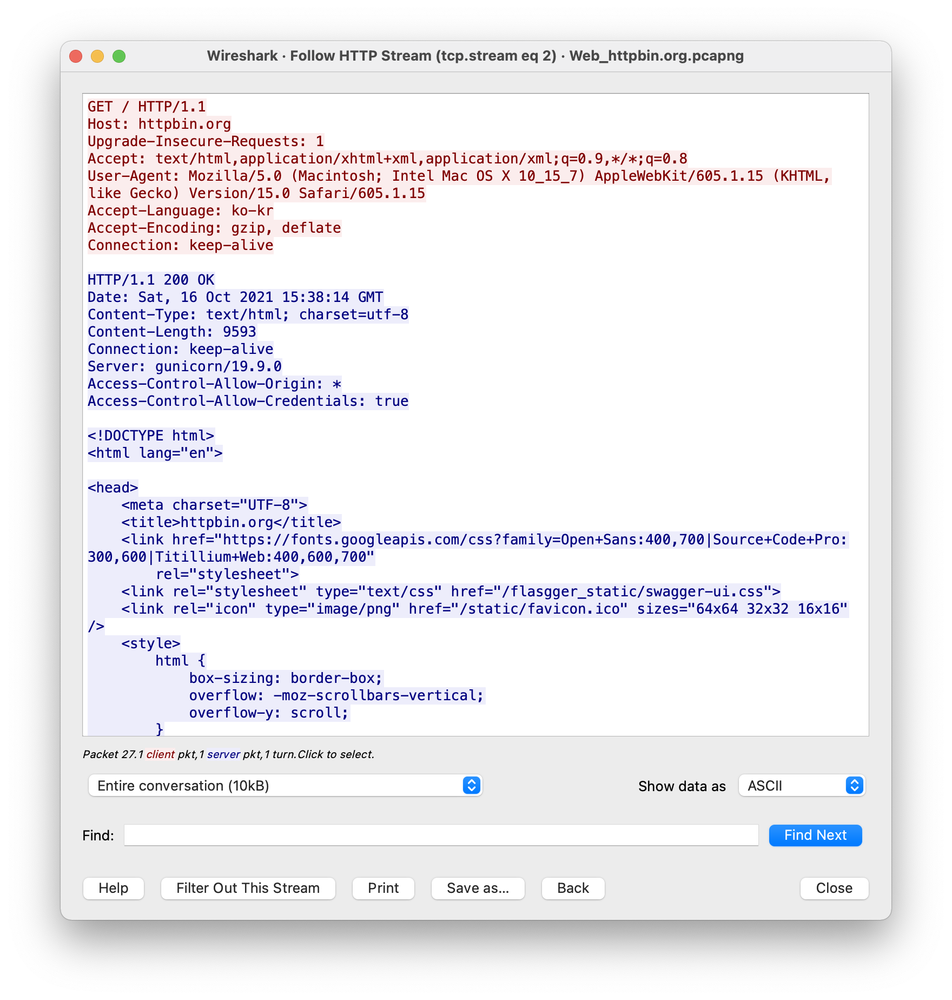 Wireshark · Follow HTTP Stream (tcp.stream eq 2) · Web_httpbin.org.pcapng
GET / HTTP/1.1
Host: httpbin.org
Upgrade-Insecure-Requests: 1
Accept: text/html,application/xhtml+xml,application/xml;q=0.9,*/*;q=0.8
User-Agent: Mozilla/5.0 (Macintosh; Intel Mac OS X 10_15_7) AppleWebKit/605.1.15 (KHTML,
like Gecko) Version/15.0 Safari/605.1.15
Accept-Language: ko-kr
Accept-Encoding: gzip, deflate
Connection: keep-alive
HTTP/1.1 200 OK
Date: Sat, 16 Oct 2021 15:38:14 GMT
Content-Type: text/html; charset=utf-8
Content-Length: 9593
Connection: keep-alive
Server: gunicorn/19.9.0
Access-Control-Allow-Origin: *
Access-Control-Allow-Credentials: true
<!DOCTYPE html>
<html lang="en">
<head>
    <meta charset="UTF-8">
    <title>httpbin.org</title>
    <link href="https://fonts.googleapis.com/css?family=Open+Sans:400,700|Source+Code+Pro:
300,600|Titillium+Web:400,600,700"
        rel="stylesheet">
    <link rel="stylesheet" type="text/css" href="/flasgger_static/swagger-ui.css">
    <link rel="icon" type="image/png" href="/static/favicon.ico" sizes="64x64 32x32 16x16"
/>
    <style>
        html {
            box-sizing: border-box;
            overflow: -moz-scrollbars-vertical;
            overflow-y: scroll;
        }
Packet 27. 1 client pkt, 1 server pkt, 1 turn. Click to select.
Entire conversation (10kB)
Show data as ASCII
Find:
Find Next
Help
Filter Out This Stream
Print
Save as...
Back
Close